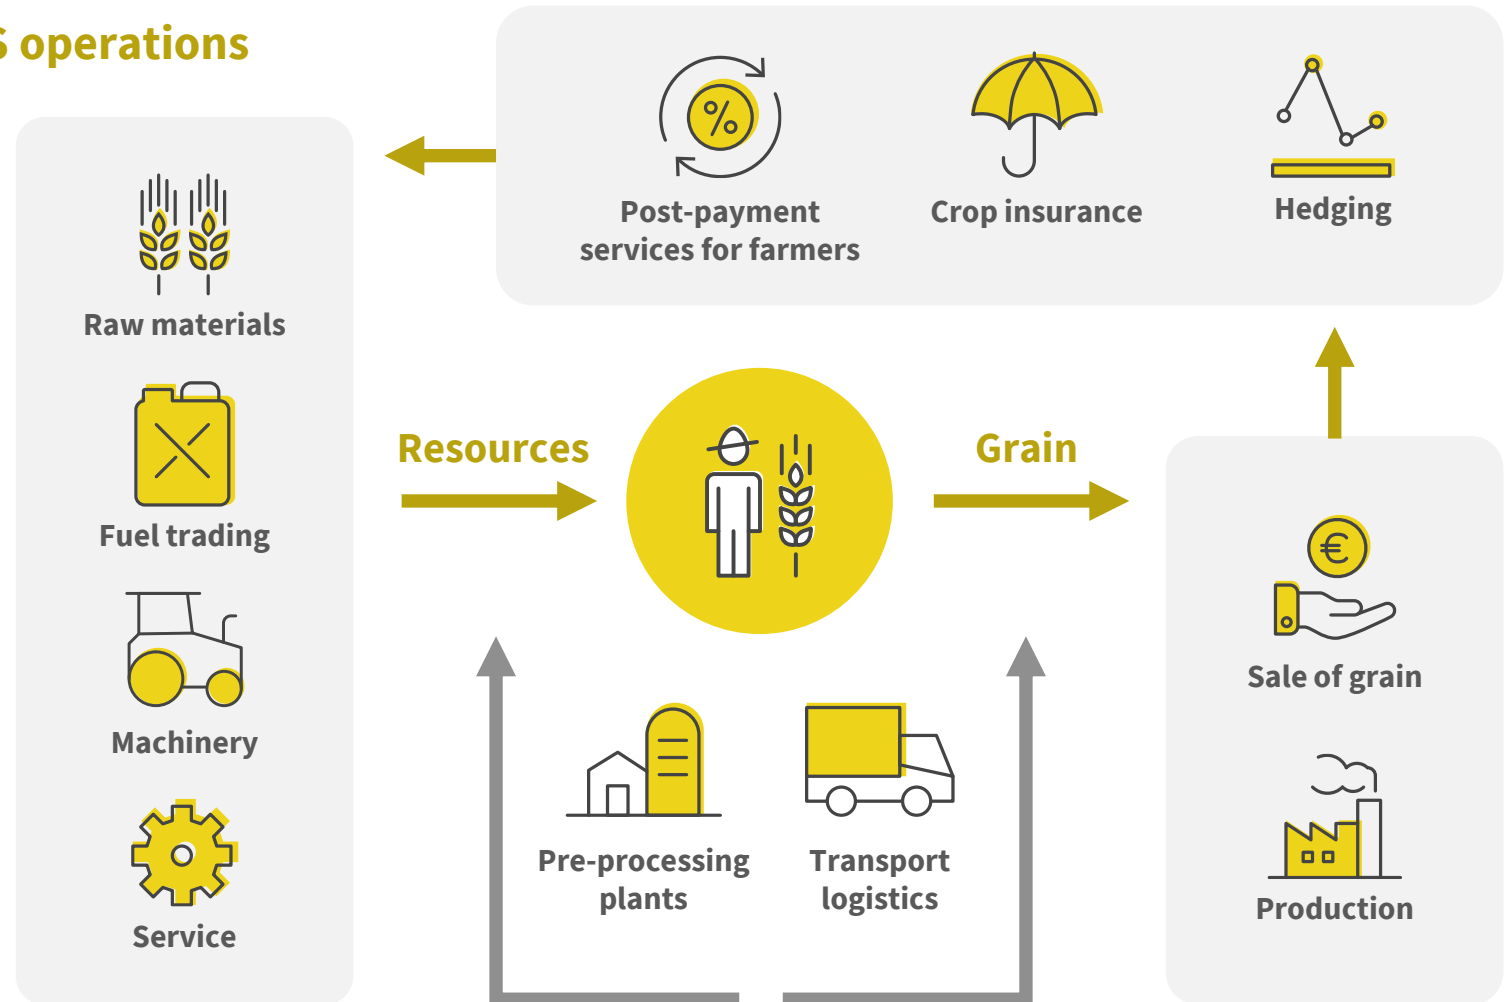 operations
Post-payment
services for farmers
Crop insurance
Hedging
Raw materials
Fuel trading
Machinery
Service
Resources
Grain
%
€
Pre-processing
plants
Transport
logistics
Sale of grain
Production